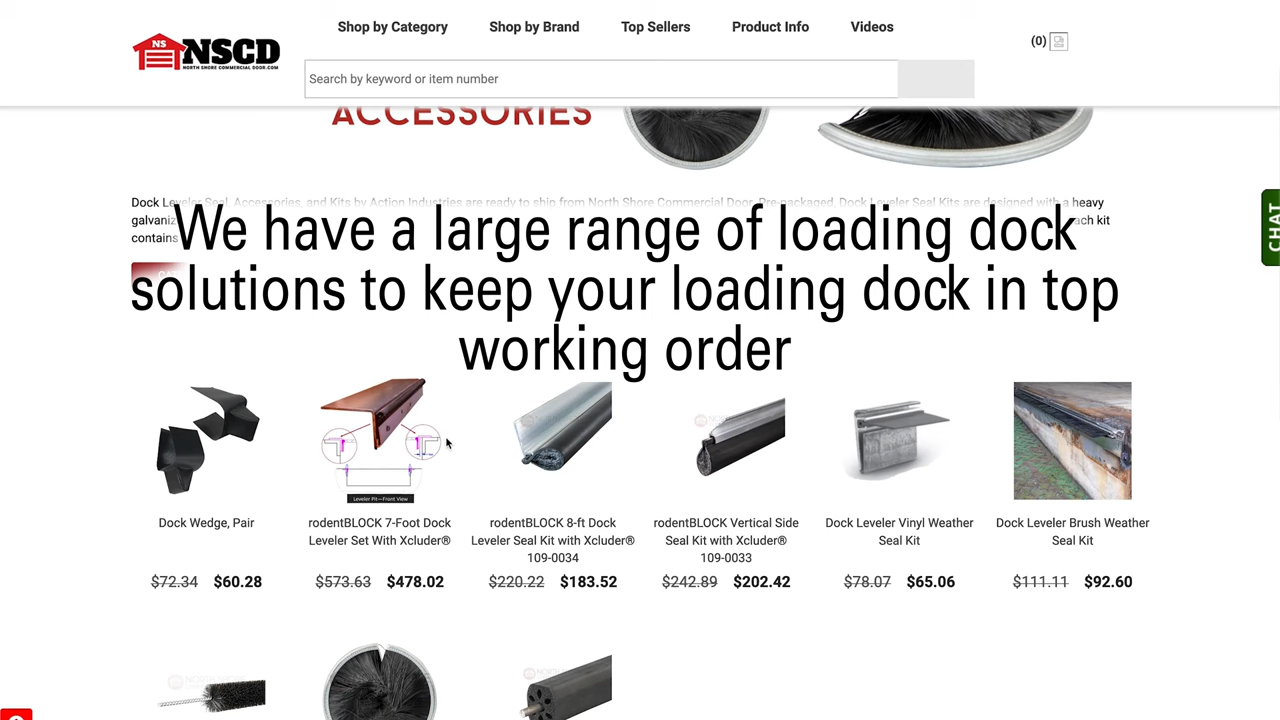 Shop by Category Shop by Brand Top Sellers Product Info Videos
NS NSCD
NORTH SHORE COMMERCIAL DOOR.COM
(0)
Search by keyword or item number
ACCESSORIES
Dock Leveler Seal, Accessories, and Kits by Action Industries are ready to ship from North Shore Commercial Door. Pre-packaged, Dock Leveler Seal Kits are designed with a heavy
galvaniz ach kit
contains
We have a large range of loading dock
solutions to keep your loading dock in top
working order
CHAT
Leveler Pit—Front View
Dock Wedge, Pair
$72.34 $60.28
rodentBLOCK 7-Foot Dock
Leveler Set With Xcluder®
$573.63 $478.02
rodentBLOCK 8-ft Dock
Leveler Seal Kit with Xcluder®
109-0034
$220.22 $183.52
rodentBLOCK Vertical Side
Seal Kit with Xcluder®
109-0033
$242.89 $202.42
Dock Leveler Vinyl Weather
Seal Kit
$78.07 $65.06
Dock Leveler Brush Weather
Seal Kit
$111.11 $92.60